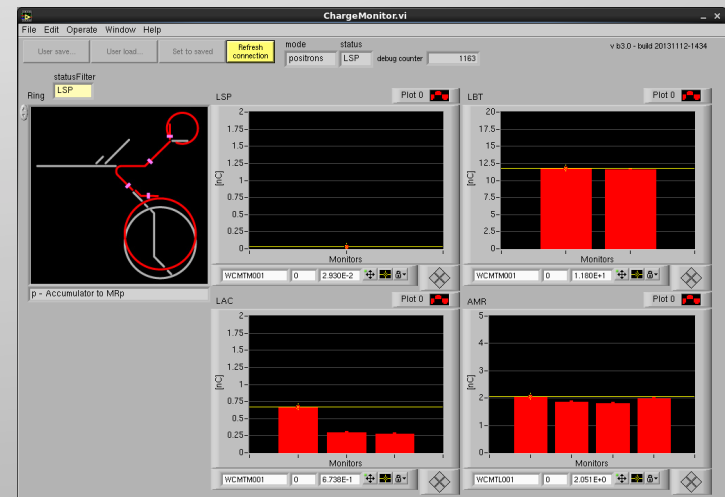 ChargeMonitor.vi
File Edit Operate Window Help
User save... User load... Set to saved Refresh connection mode positrons status LSP debug counter 1163 v b3.0 - build 20131112-1434
statusFilter
Ring LSP
LSP Plot 0
2-
1.75-
1.5-
1.25-
1-
0.75-
0.5-
0.25-
0-
[nC]
Monitors
WCMTM001 0 2.930E-2
LBT Plot 0
20-
17.5-
15-
12.5-
10-
7.5-
5-
2.5-
0-
[nC]
Monitors
WCMTM001 0 1.180E+1
p - Accumulator to MRp
LAC Plot 0
2-
1.75-
1.5-
1.25-
1-
0.75-
0.5-
0.25-
0-
[nC]
Monitors
WCMTM001 0 6.738E-1
AMR Plot 0
5-
4-
3-
2-
1-
0-
[nC]
Monitors
WCMTL001 0 2.051E+0